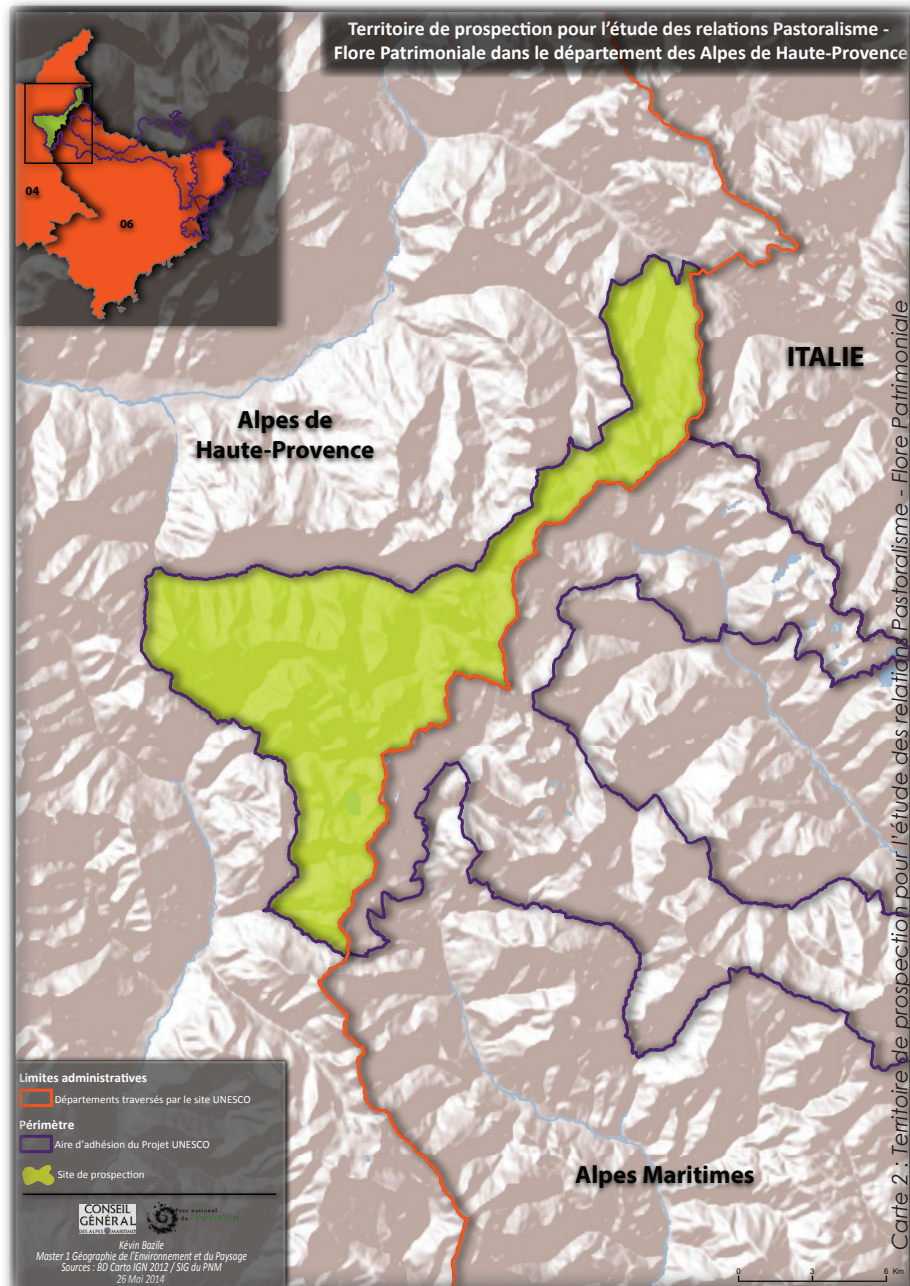 Territoire de prospection pour l'étude des relations Pastoralisme -
Flore Patrimoniale dans le département des Alpes de Haute-Provence
04
06
ITALIE
Alpes de
Haute-Provence
Alpes Maritimes
Limites administratives
Départements traversés par le site UNESCO
Périmètre
Aire d'adhésion du Projet UNESCO
Site de prospection
CONSEIL
GÉNÉRAL
DES ALPES-MARITIMES
Parc national
du
Kévin Bazile
Master 1 Géographie de l'Environnement et du Paysage
Sources : BD Carto IGN 2012 / SIG du PNM
26 Mai 2014
0 3 6 Km
Carte 2 : Territoire de prospection pour l'étude des relations Pastoralisme - Flore Patrimoniale